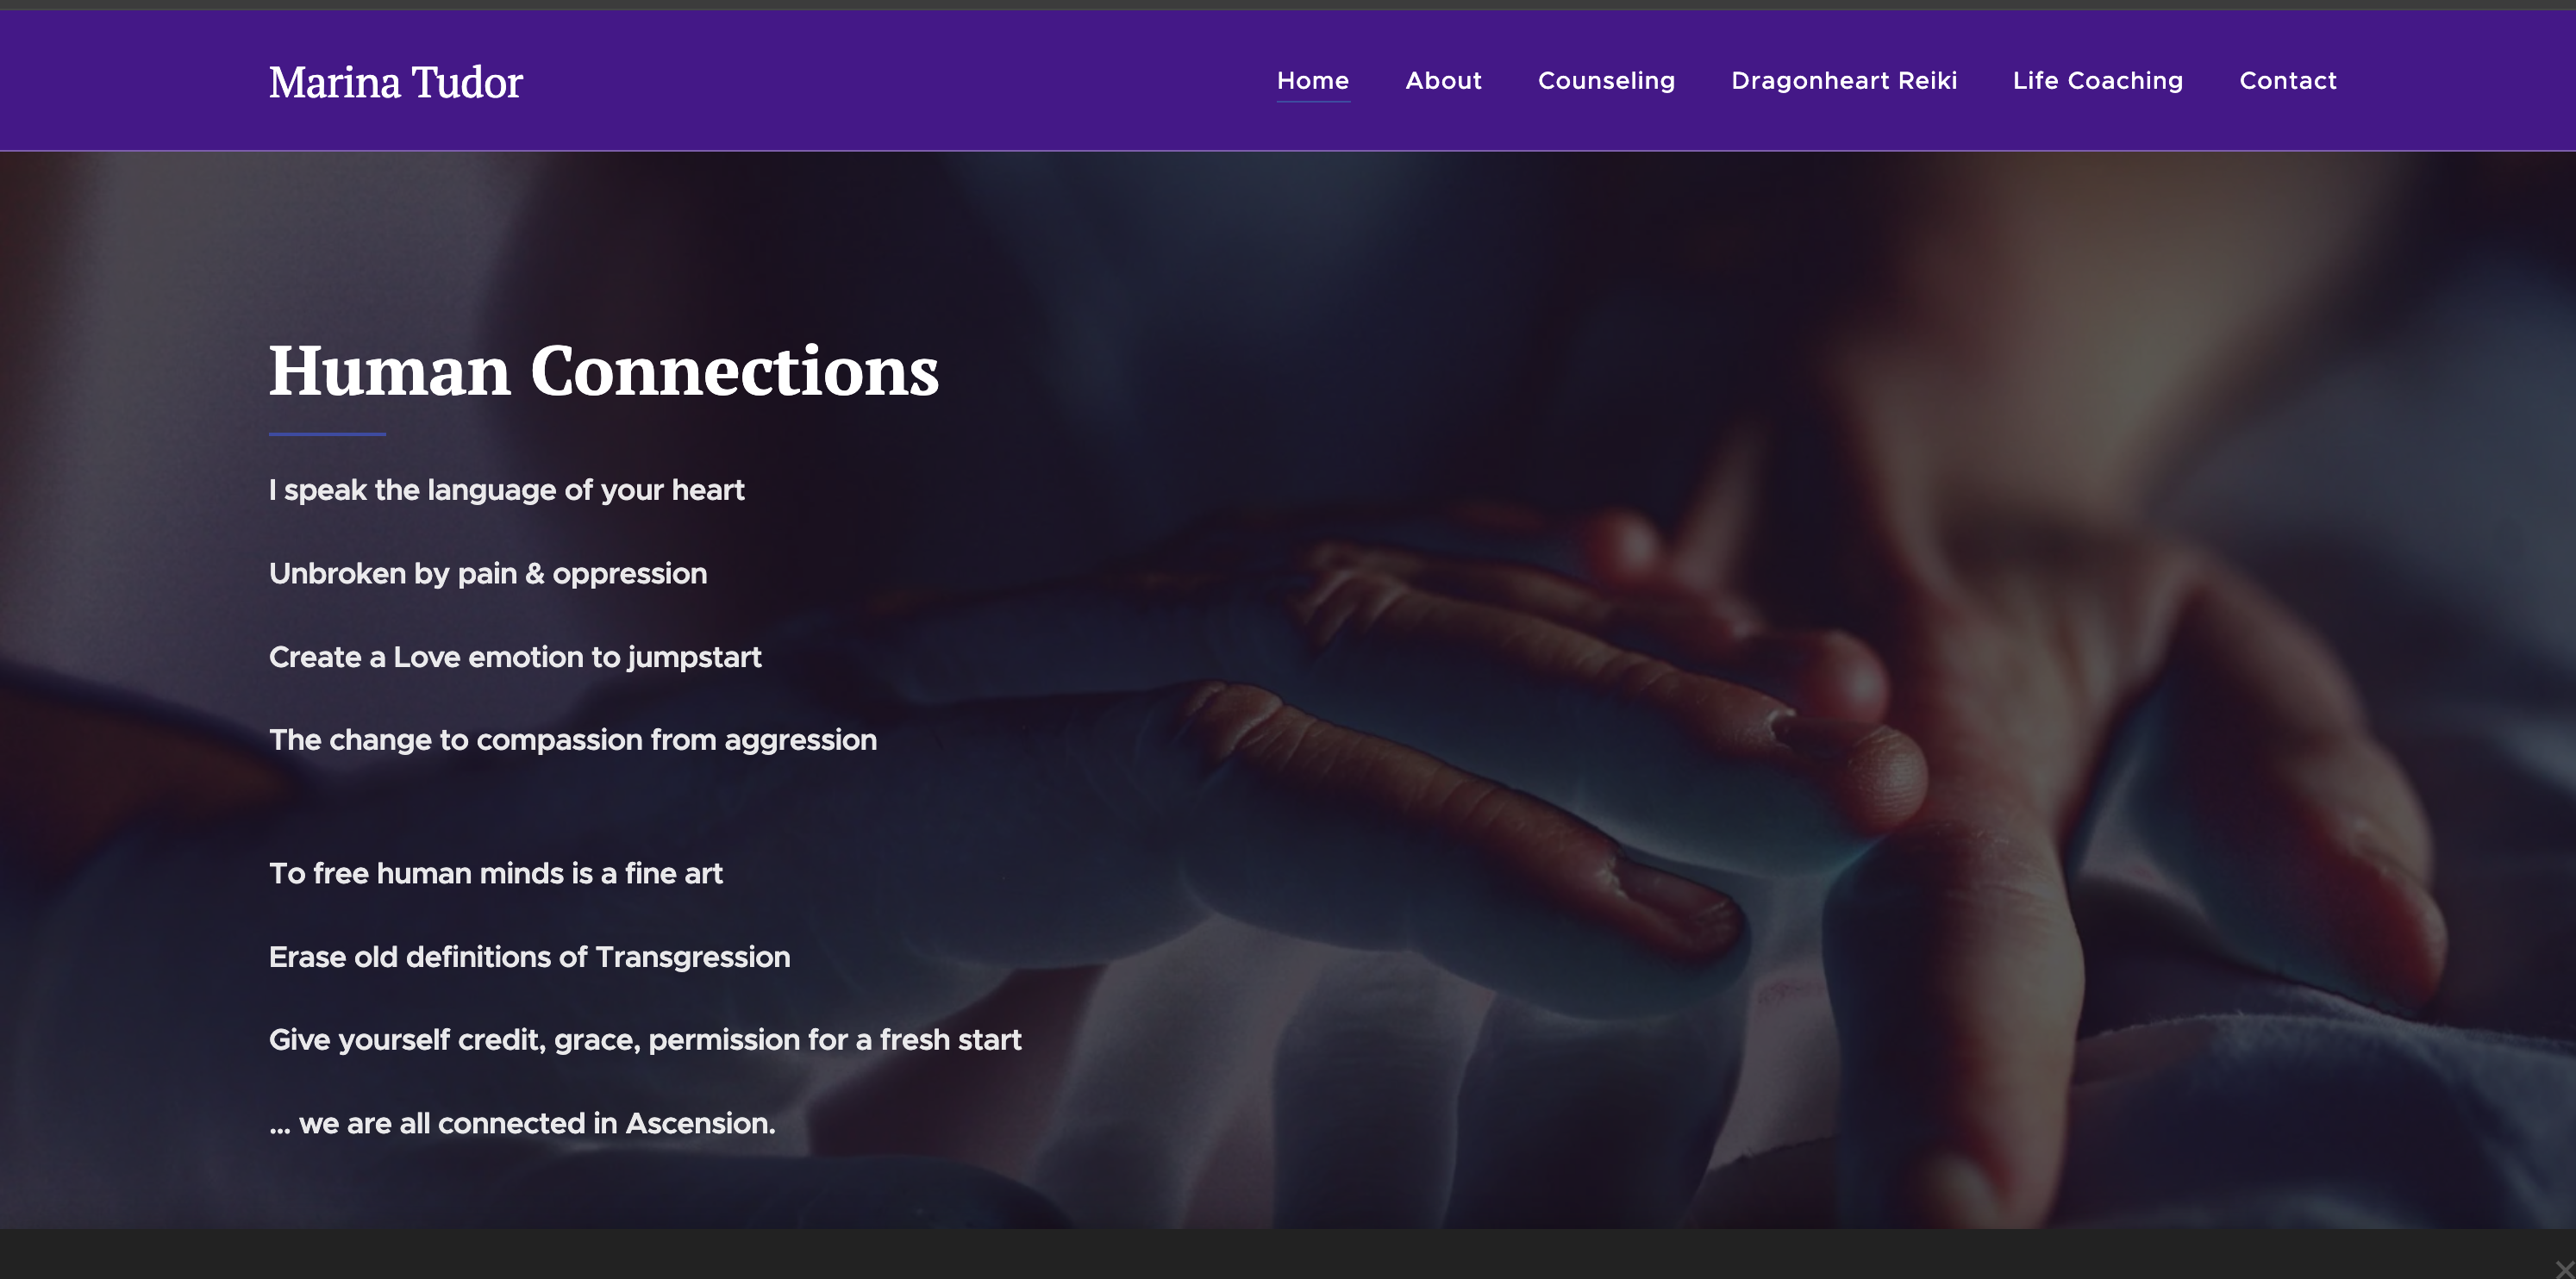 Marina Tudor
Home About Counseling Dragonheart Reiki Life Coaching Contact
Human Connections
I speak the language of your heart
Unbroken by pain & oppression
Create a Love emotion to jumpstart
The change to compassion from aggression
To free human minds is a fine art
Erase old definitions of Transgression
Give yourself credit, grace, permission for a fresh start
... we are all connected in Ascension.